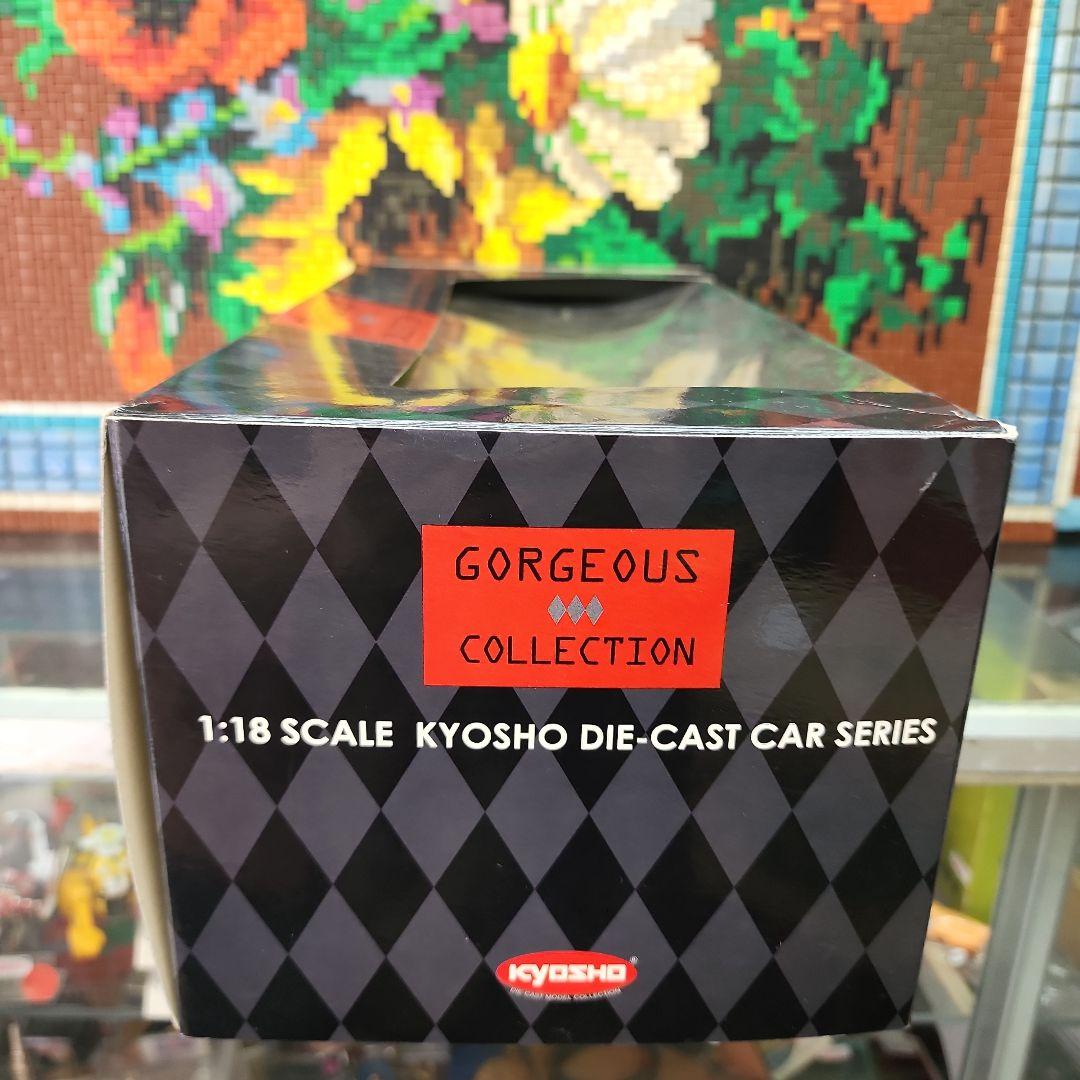 GORGEOUS
COLLECTION
1:18 SCALE KYOSHO DIE-CAST CAR SERIES
KYOSHO®
DIE CAST MODEL COLLECTION